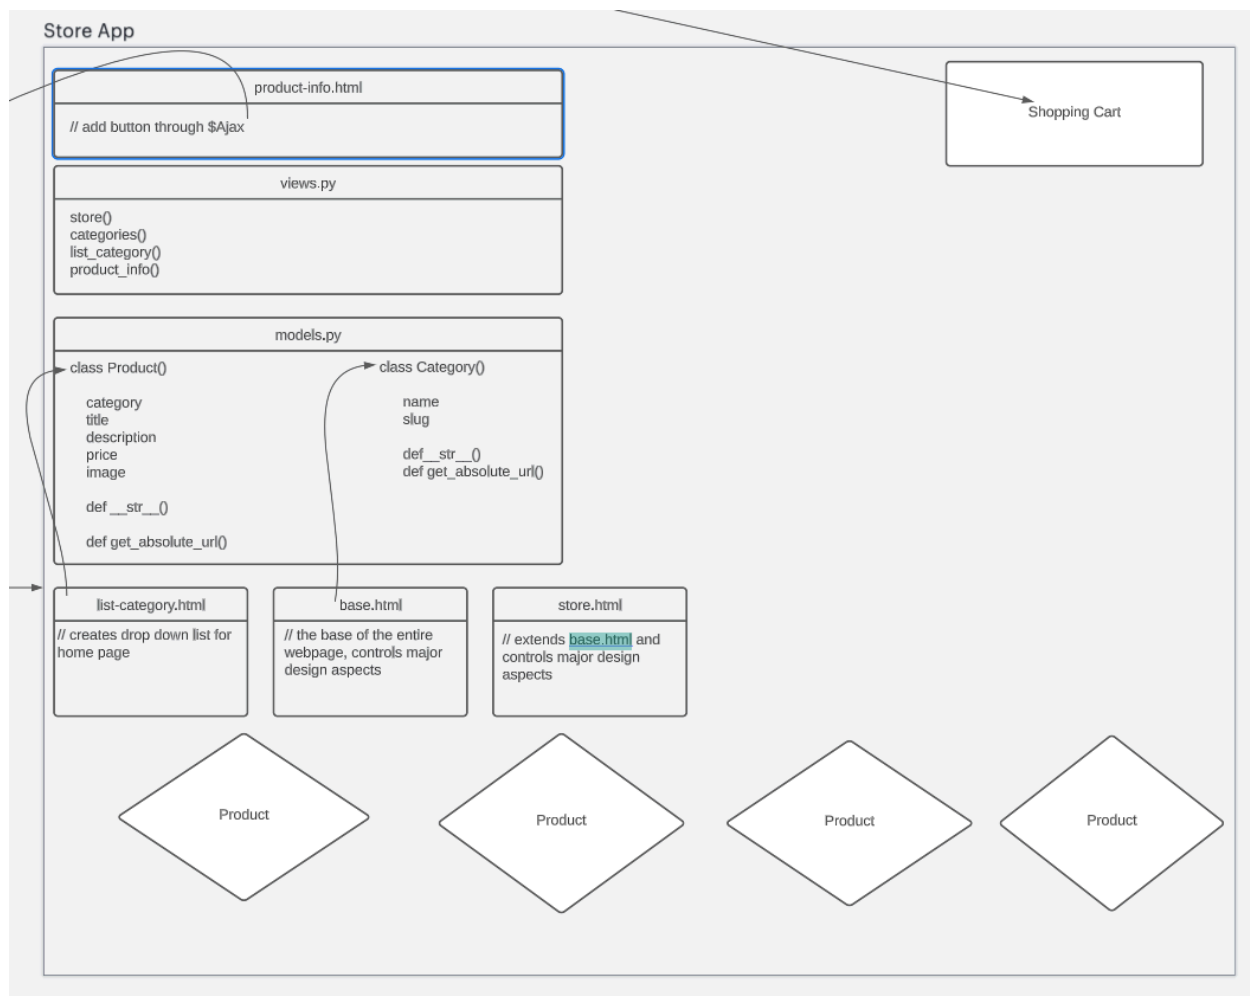 Store App
product-info.html
// add button through $Ajax
Shopping Cart
views.py
store()
categories()
list_category()
product_info()
models.py
class Product()
category
title
description
price
image
def __str__()
def get_absolute_url()
class Category()
name
slug
def__str__()
def get_absolute_url()
list-category.html
// creates drop down list for
home page
base.html
// the base of the entire
webpage, controls major
design aspects
store.html
// extends base.html and
controls major design
aspects
Product
Product
Product
Product